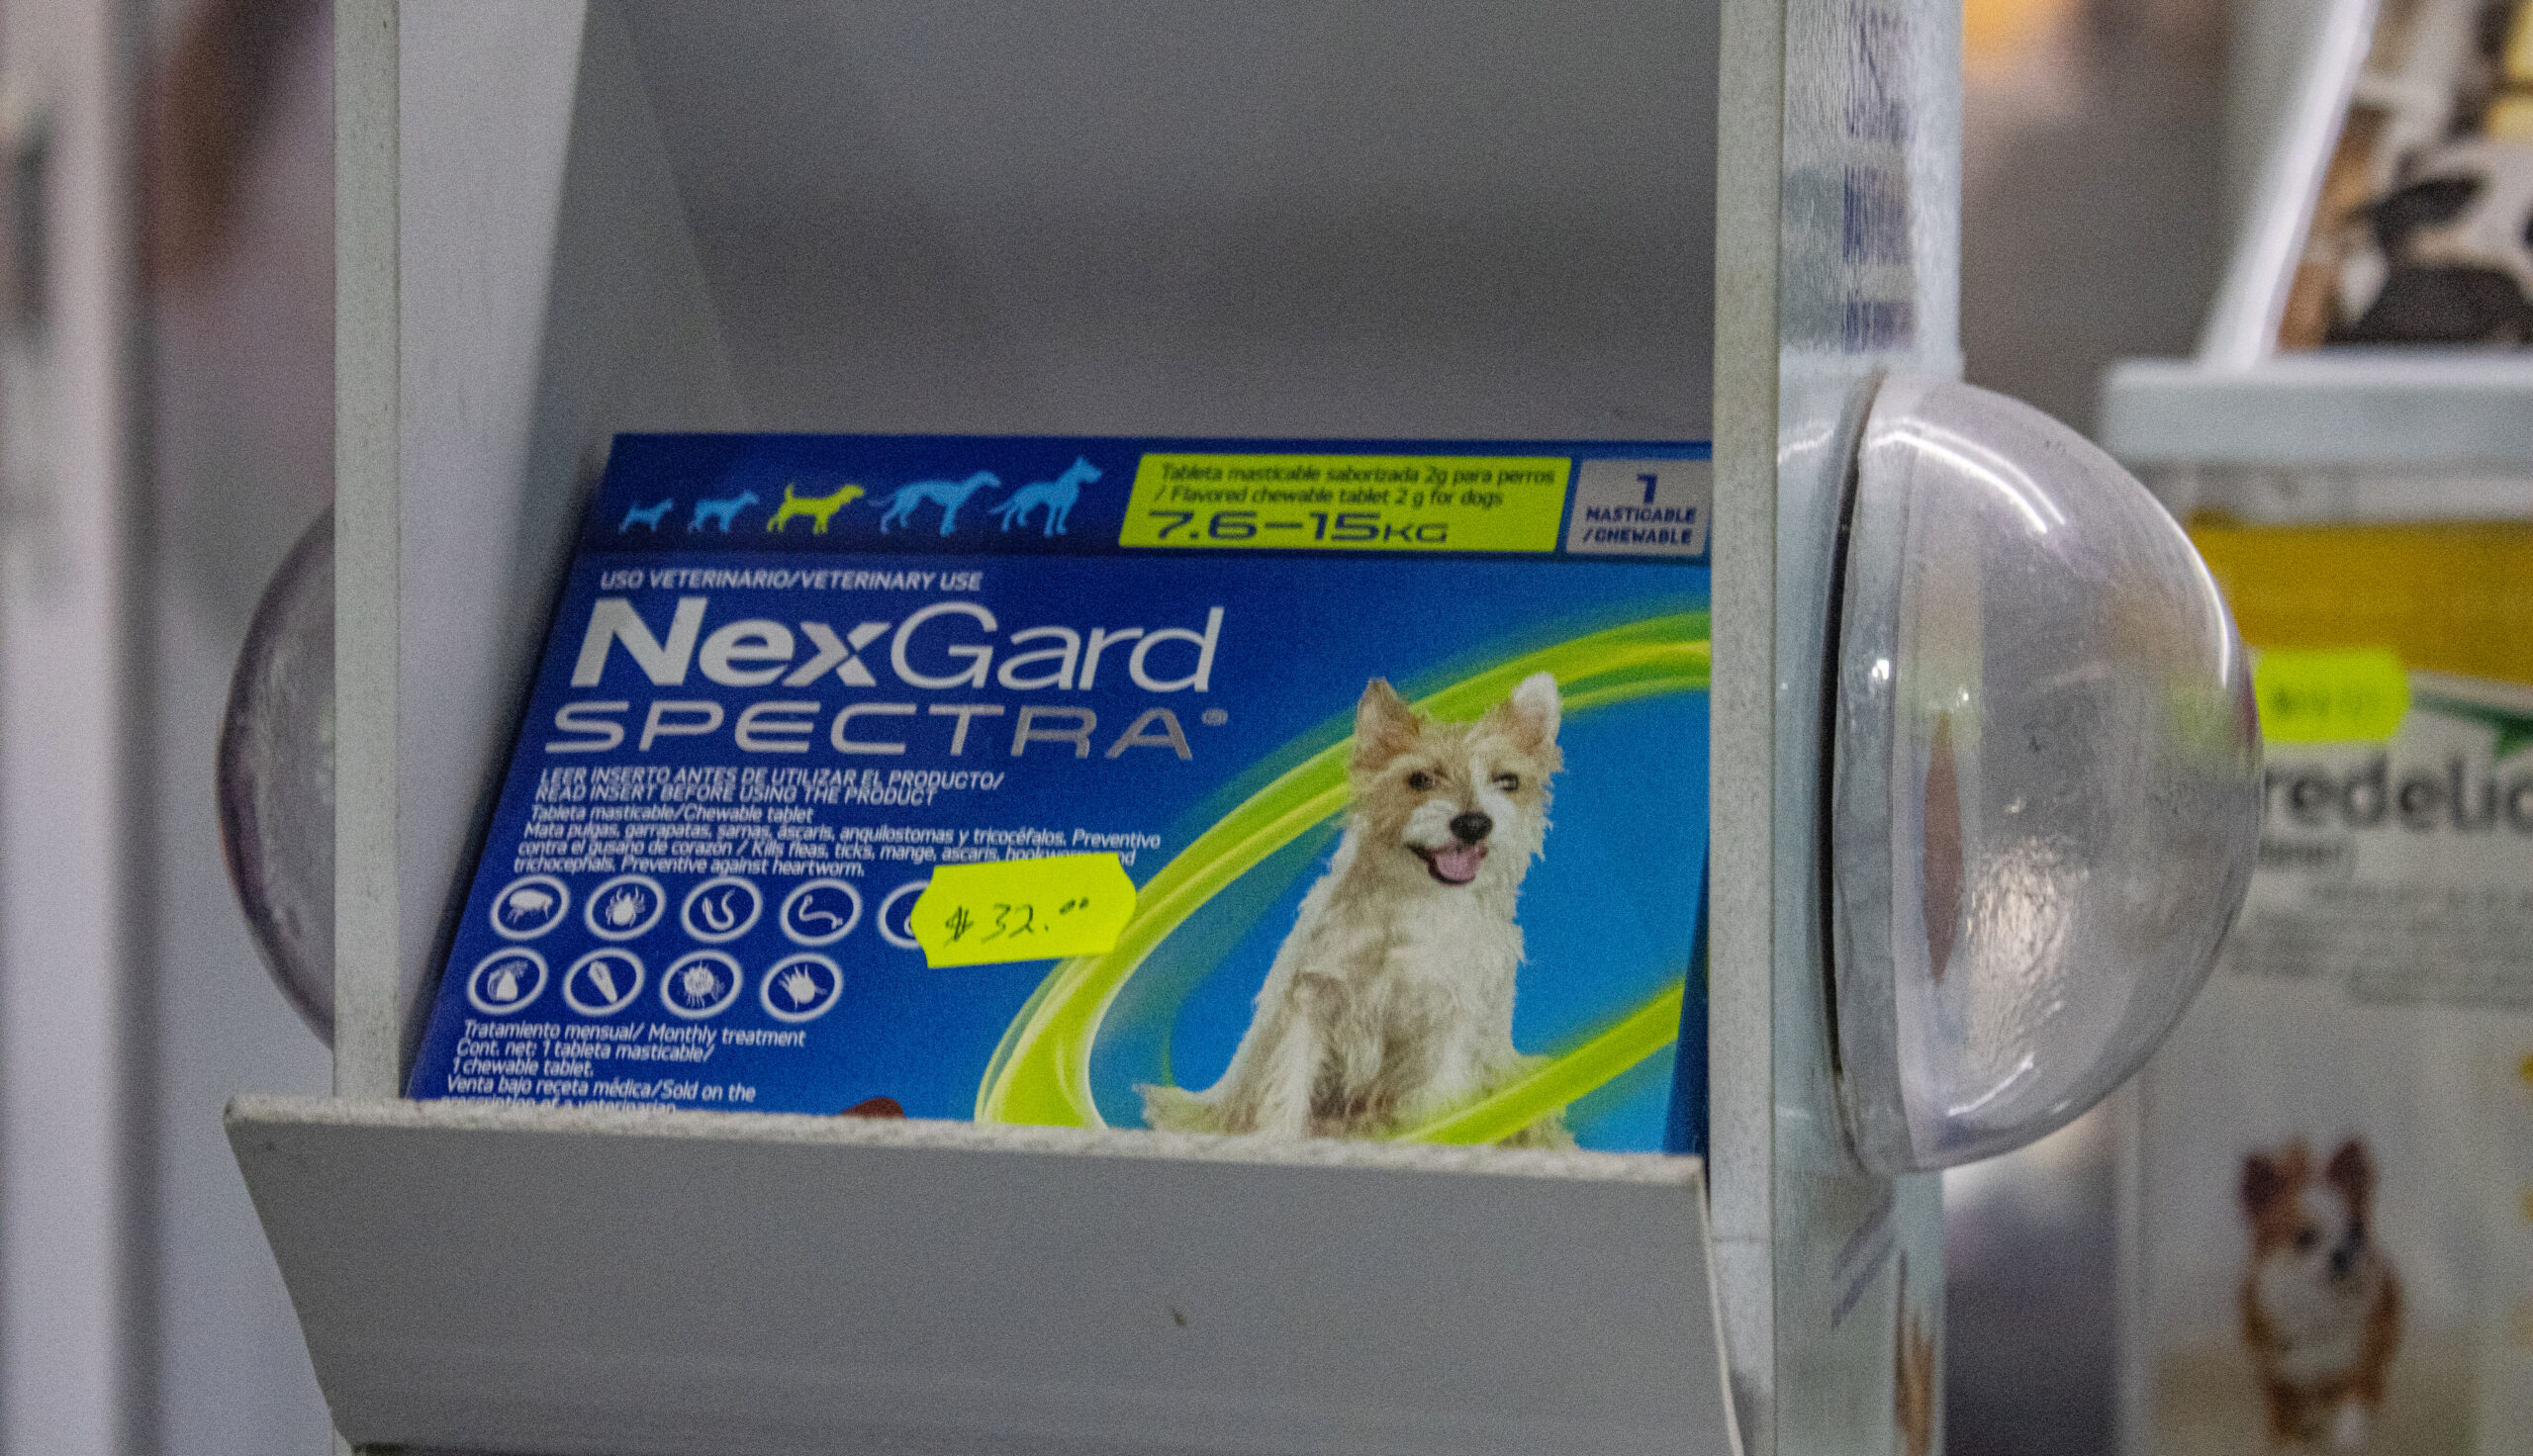 Tableta masticable saborizada 2g para perros
/ Flavored chewable tablet 2 g for dogs
7.6–15KG
1
MASTICABLE
/CHEWABLE
USO VETERINARIO/VETERINARY USE
NexGard
SPECTRA®
LEER INSERTO ANTES DE UTILIZAR EL PRODUCTO/
READ INSERT BEFORE USING THE PRODUCT
Tableta masticable/Chewable tablet
Mata pulgas, garrapatas, sarnas, áscaris, anquilostomas y tricocéfalos. Preventivo
contra el gusano de corazón / Kills fleas, ticks, mange, ascaris,
trichocephals. Preventive against heartworm.
$32.00
Tratamiento mensual/ Monthly treatment
Cont. net: 1 tableta masticable/
1 chewable tablet.
Venta bajo receta médica/Sold on the
prescription of a veterinarian
redelic